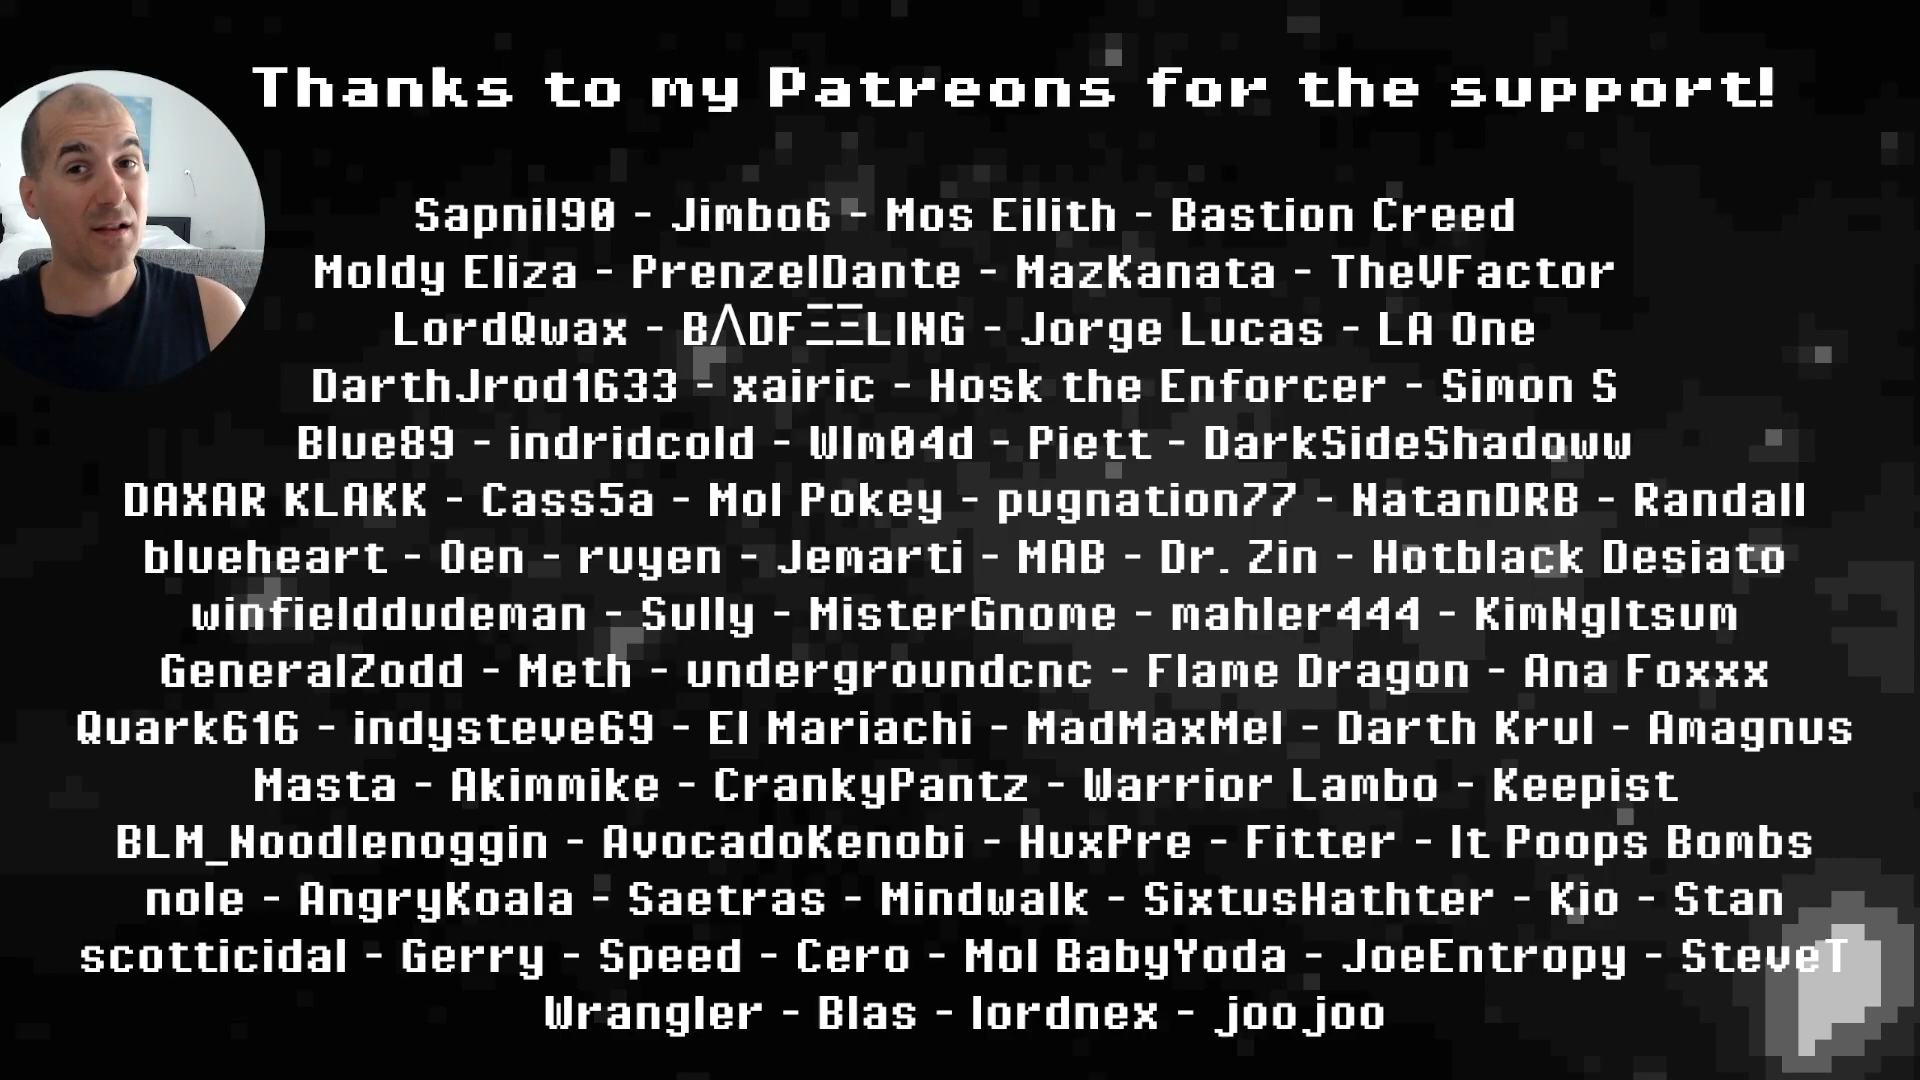 Thanks to my Patreons for the support!
Sapnil90 - Jimbo6 - Mos Eilith - Bastion Creed
Moldy Eliza - PrenzelDante - MazKanata - TheVFactor
LordQwax - BΛDFΞΞLING - Jorge Lucas - LA One
DarthJrod1633 - xairic - Hosk the Enforcer - Simon S
Blue89 - indridcold - Wlm04d - Piett - DarkSideShadoww
DAXAR KLAKK - Cass5a - Mol Pokey - pugnation77 - NatanDRB - Randall
blueheart - Oen - ruyen - Jemarti - MAB - Dr. Zin - Hotblack Desiato
winfielddudeman - Sully - MisterGnome - mahler444 - KimNgItsum
GeneralZodd - Meth - undergroundcnc - Flame Dragon - Ana Foxxx
Quark616 - indysteve69 - El Mariachi - MadMaxMel - Darth Krul - Amagnus
Masta - Akimmike - CrankyPantz - Warrior Lambo - Keepist
BLM_Noodlenoggin - AvocadoKenobi - HuxPre - Fitter - It Poops Bombs
nole - AngryKoala - Saetras - Mindwalk - SixtusHathter - Kio - Stan
scotticidal - Gerry - Speed - Cero - Mol BabyYoda - JoeEntropy - SteveT
Wrangler - Blas - lordnex - joojoo